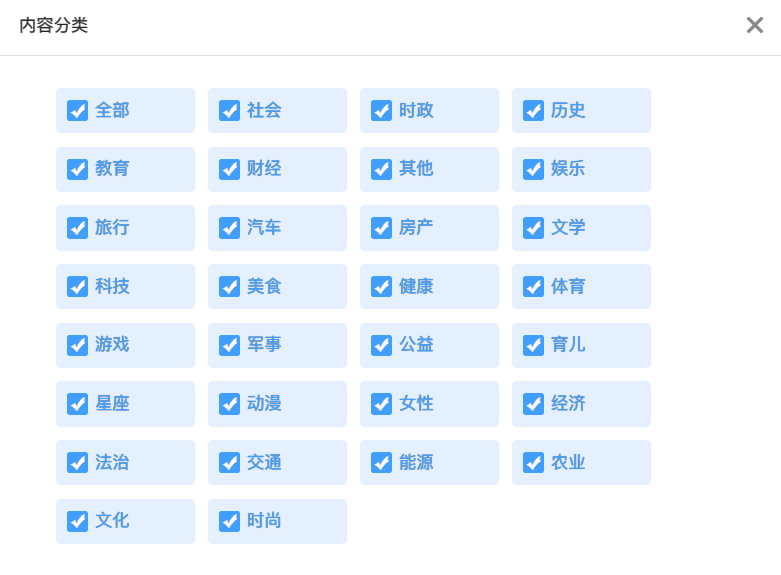 内容分类
全部 社会 时政 历史
教育 财经 其他 娱乐
旅行 汽车 房产 文学
科技 美食 健康 体育
游戏 军事 公益 育儿
星座 动漫 女性 经济
法治 交通 能源 农业
文化 时尚